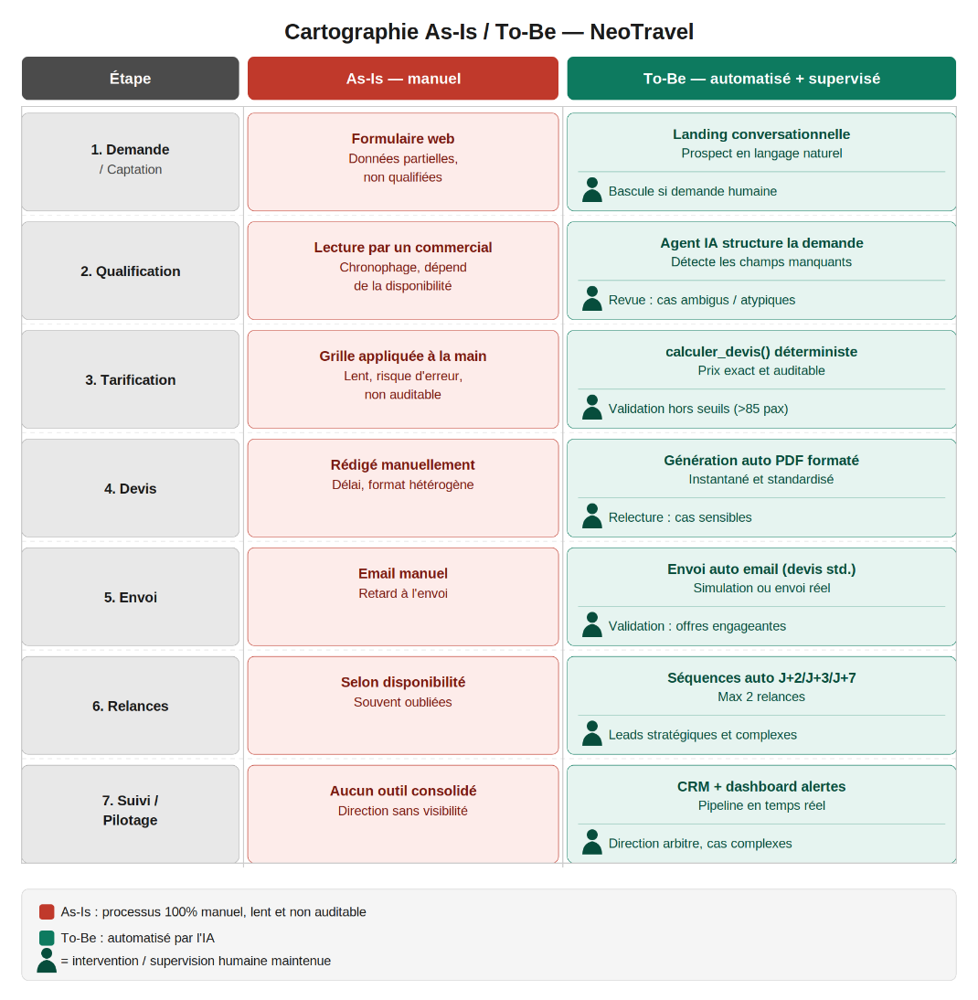 Cartographie As-Is / To-Be — NeoTravel
Étape
As-Is — manuel
To-Be — automatisé + supervisé
1. Demande
/ Captation
Formulaire web
Données partielles,
non qualifiées
Landing conversationnelle
Prospect en langage naturel
Bascule si demande humaine
2. Qualification
Lecture par un commercial
Chronophage, dépend
de la disponibilité
Agent IA structure la demande
Détecte les champs manquants
Revue : cas ambigus / atypiques
3. Tarification
Grille appliquée à la main
Lent, risque d'erreur,
non auditable
calculer_devis() déterministe
Prix exact et auditable
Validation hors seuils (>85 pax)
4. Devis
Rédigé manuellement
Délai, format hétérogène
Génération auto PDF formaté
Instantané et standardisé
Relecture : cas sensibles
5. Envoi
Email manuel
Retard à l'envoi
Envoi auto email (devis std.)
Simulation ou envoi réel
Validation : offres engageantes
6. Relances
Selon disponibilité
Souvent oubliées
Séquences auto J+2/J+3/J+7
Max 2 relances
Leads stratégiques et complexes
7. Suivi /
Pilotage
Aucun outil consolidé
Direction sans visibilité
CRM + dashboard alertes
Pipeline en temps réel
Direction arbitre, cas complexes
As-Is : processus 100% manuel, lent et non auditable
To-Be : automatisé par l'IA
= intervention / supervision humaine maintenue